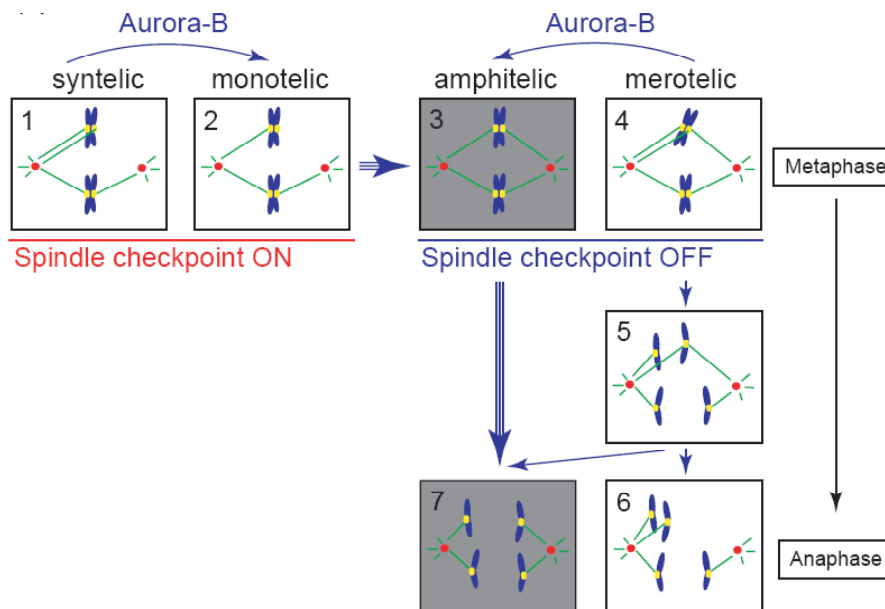 Aurora-B
Aurora-B
syntelic
monotelic
amphitelic
merotelic
1
2
3
4
Metaphase
Spindle checkpoint ON
Spindle checkpoint OFF
5
7
6
Anaphase